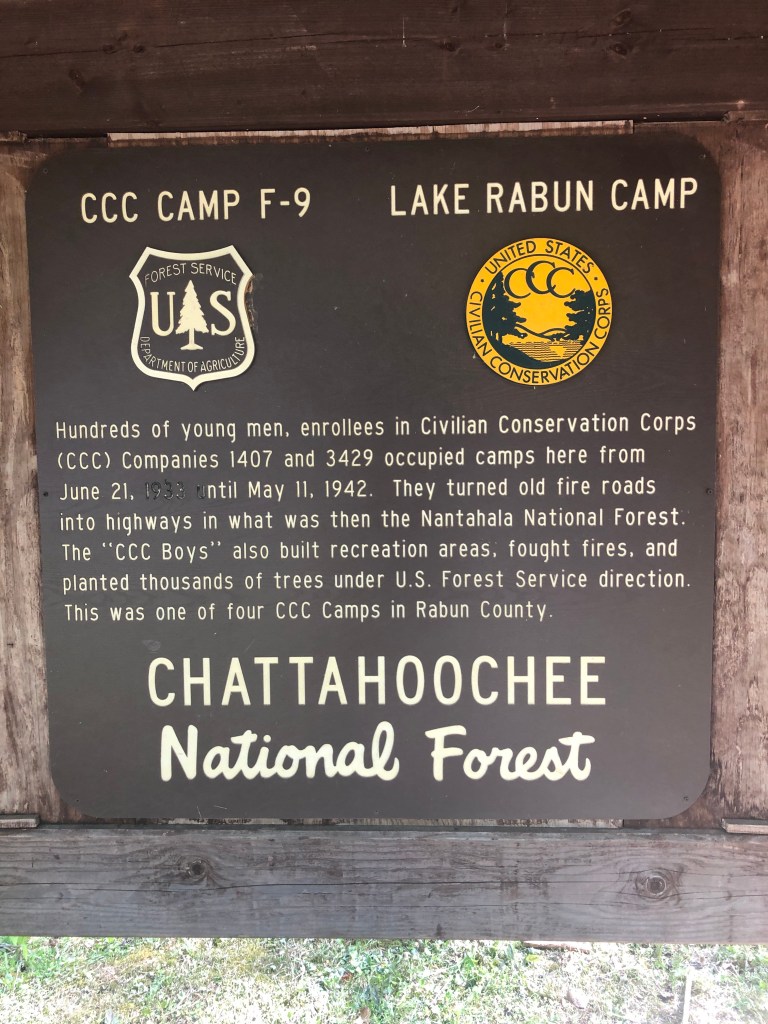 CCC CAMP F-9 LAKE RABUN CAMP
FOREST SERVICE
U S
DEPARTMENT OF AGRICULTURE
UNITED STATES
CCC
CIVILIAN CONSERVATION CORPS
Hundreds of young men, enrollees in Civilian Conservation Corps
(CCC) Companies 1407 and 3429 occupied camps here from
June 21, 1933 until May 11, 1942. They turned old fire roads
into highways in what was then the Nantahala National Forest.
The "CCC Boys" also built recreation areas, fought fires, and
planted thousands of trees under U.S. Forest Service direction.
This was one of four CCC Camps in Rabun County.
CHATTAHOOCHEE
National Forest